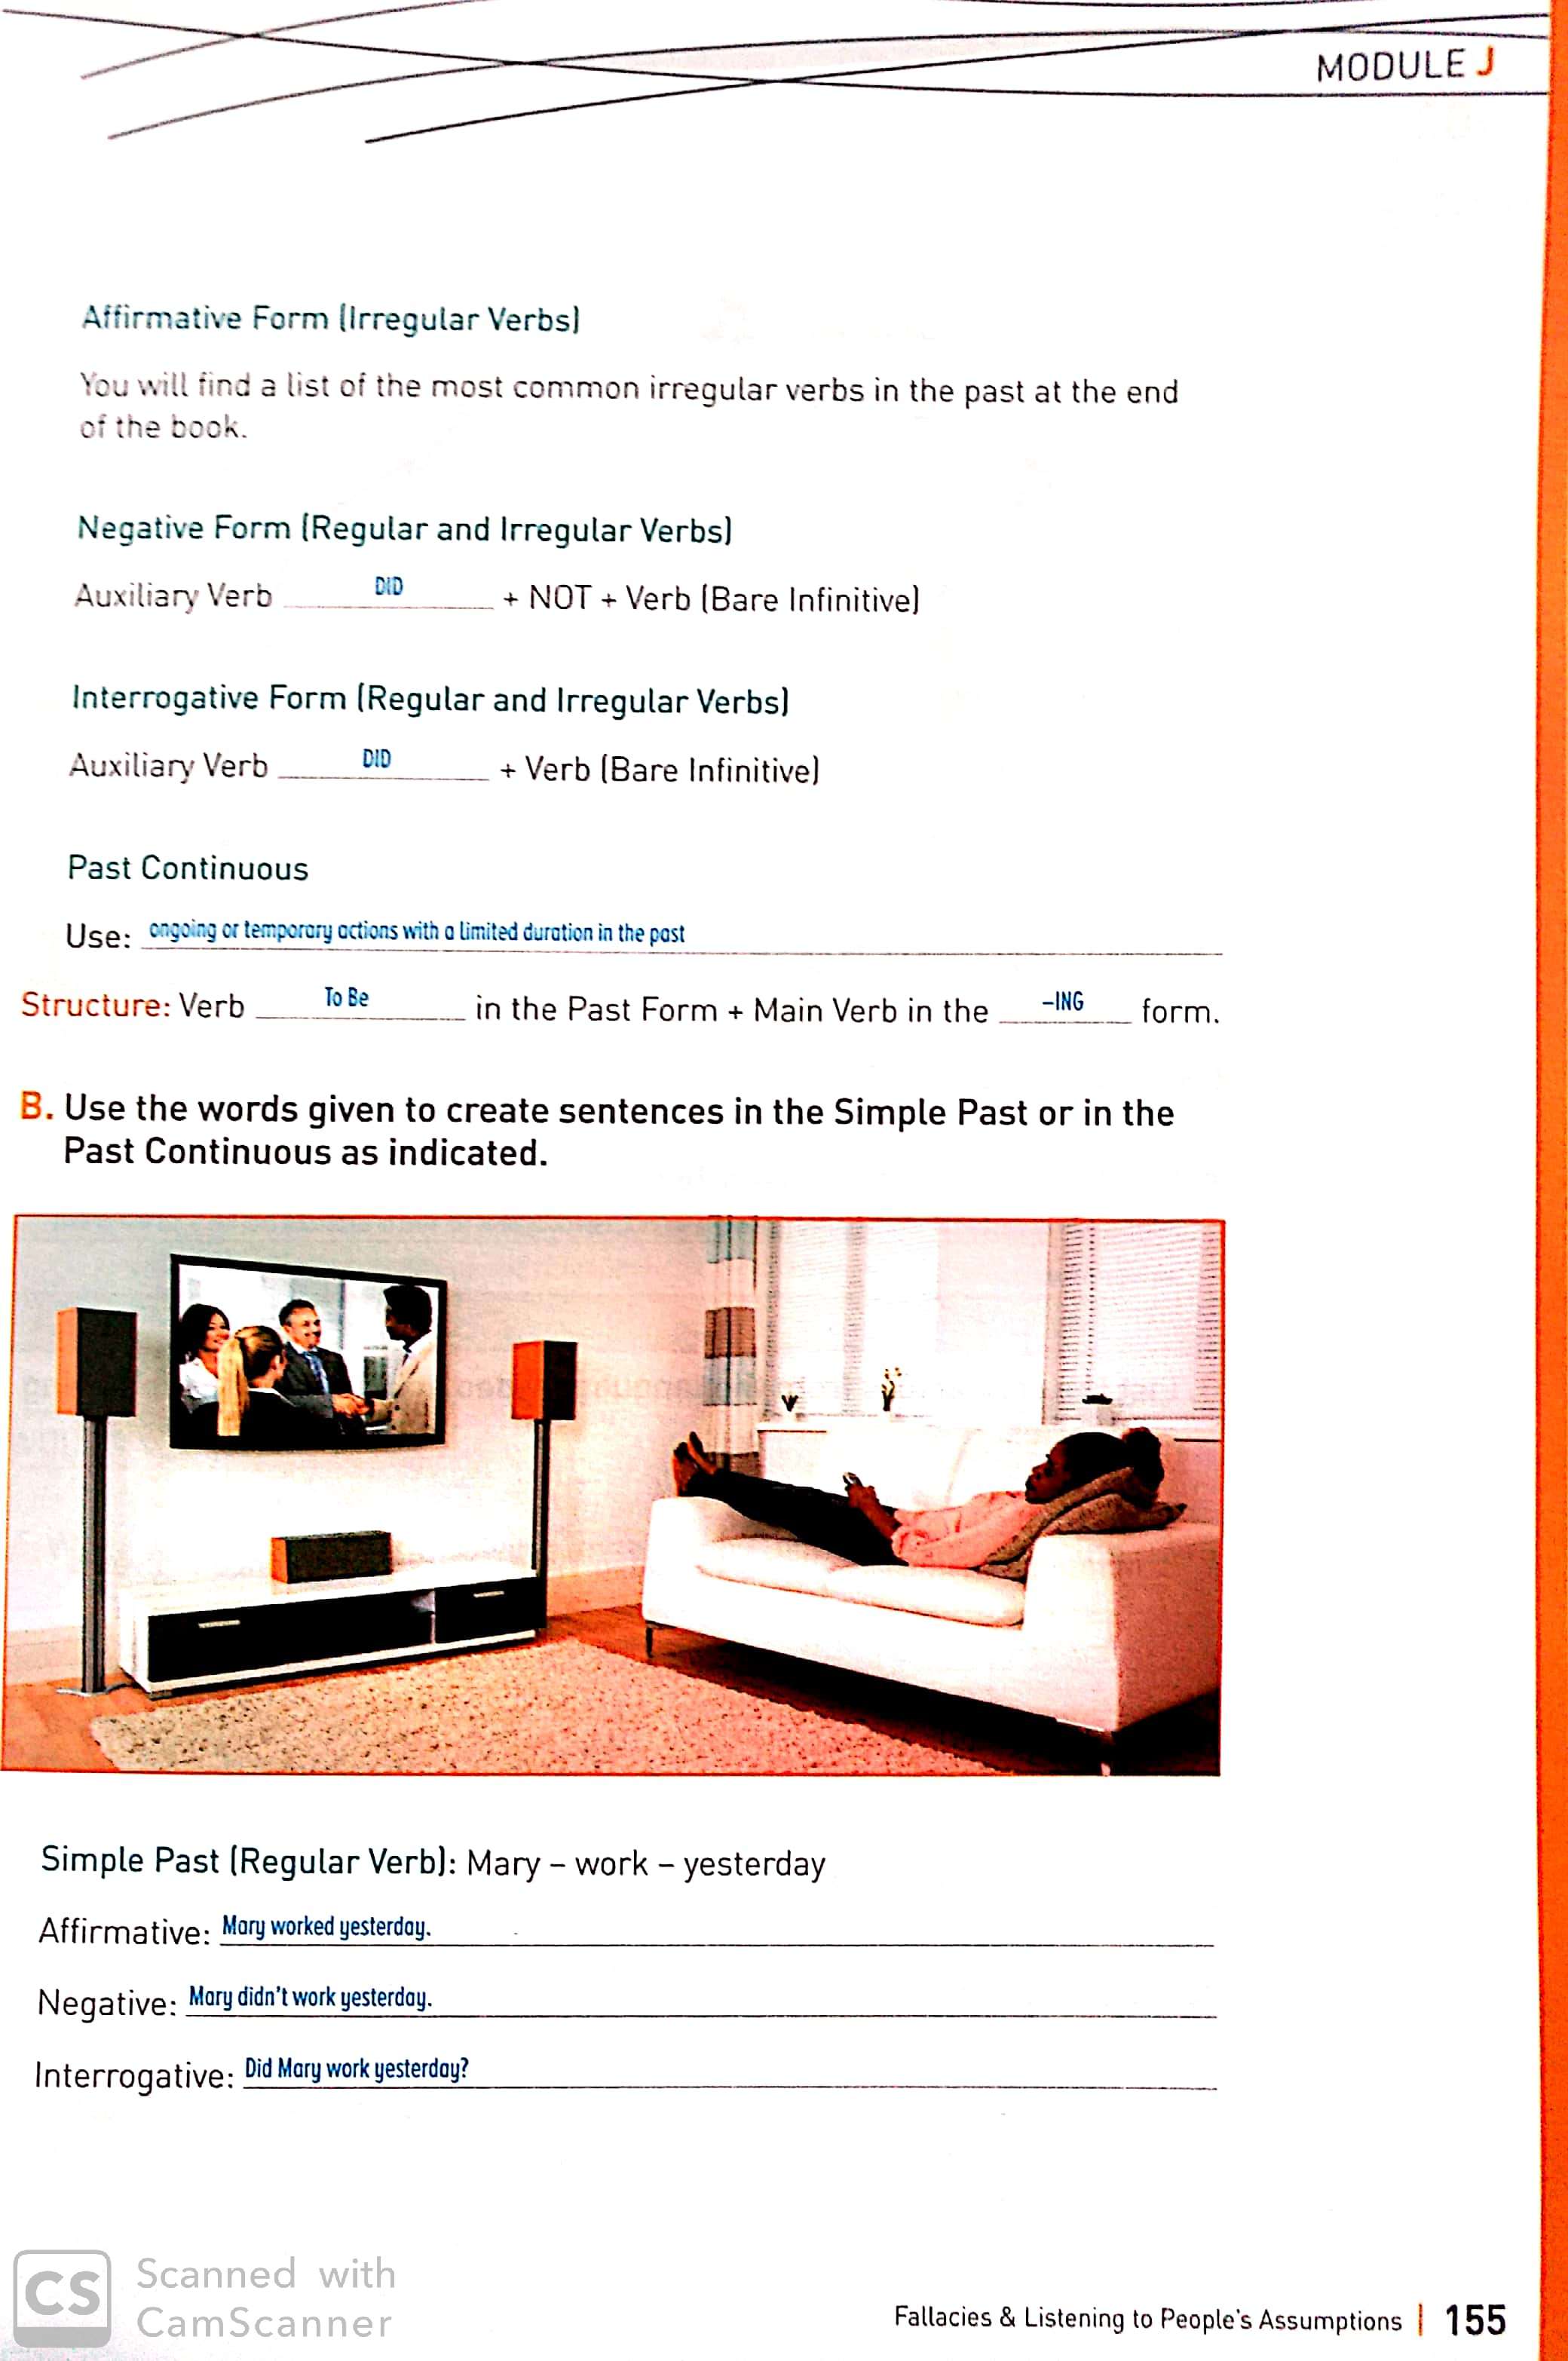 MODULE J
Affirmative Form (Irregular Verbs)
You will find a list of the most common irregular verbs in the past at the end
of the book.
Negative Form (Regular and Irregular Verbs)
Auxiliary Verb DID + NOT + Verb (Bare Infinitive)
Interrogative Form (Regular and Irregular Verbs)
Auxiliary Verb DID + Verb (Bare Infinitive)
Past Continuous
Use: ongoing or temporary actions with a limited duration in the past
Structure: Verb To Be in the Past Form + Main Verb in the -ING form.
B. Use the words given to create sentences in the Simple Past or in the
Past Continuous as indicated.
Simple Past (Regular Verb): Mary – work – yesterday
Affirmative: Mary worked yesterday.
Negative: Mary didn't work yesterday.
Interrogative: Did Mary work yesterday?
CS Scanned with
CamScanner
Fallacies & Listening to People's Assumptions | 155